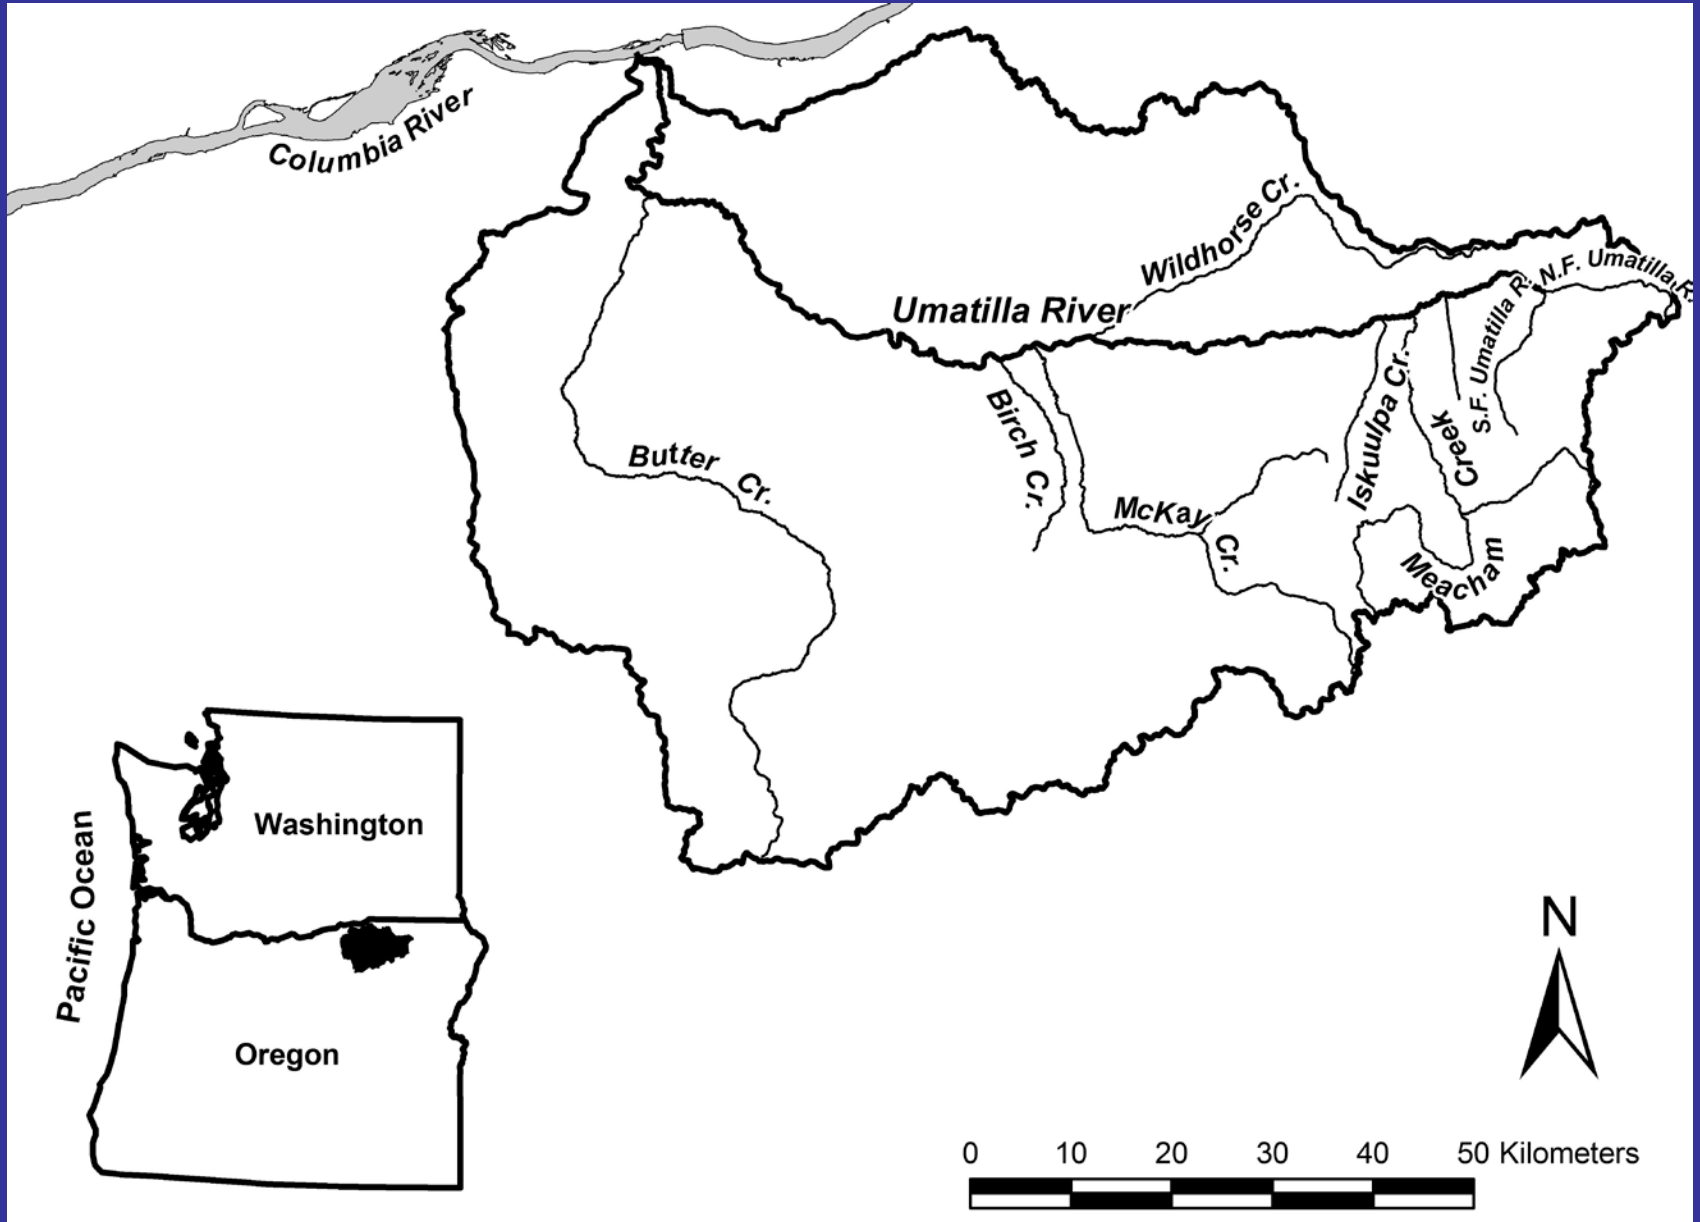 Columbia River
Wildhorse Cr.
N.F. Umatilla R.
Umatilla River
S.F. Umatilla R.
Iskuulpa Cr.
Birch Cr.
Butter Cr.
McKay Cr.
Meacham Creek
Washington
Pacific Ocean
Oregon
N
0 10 20 30 40 50 Kilometers